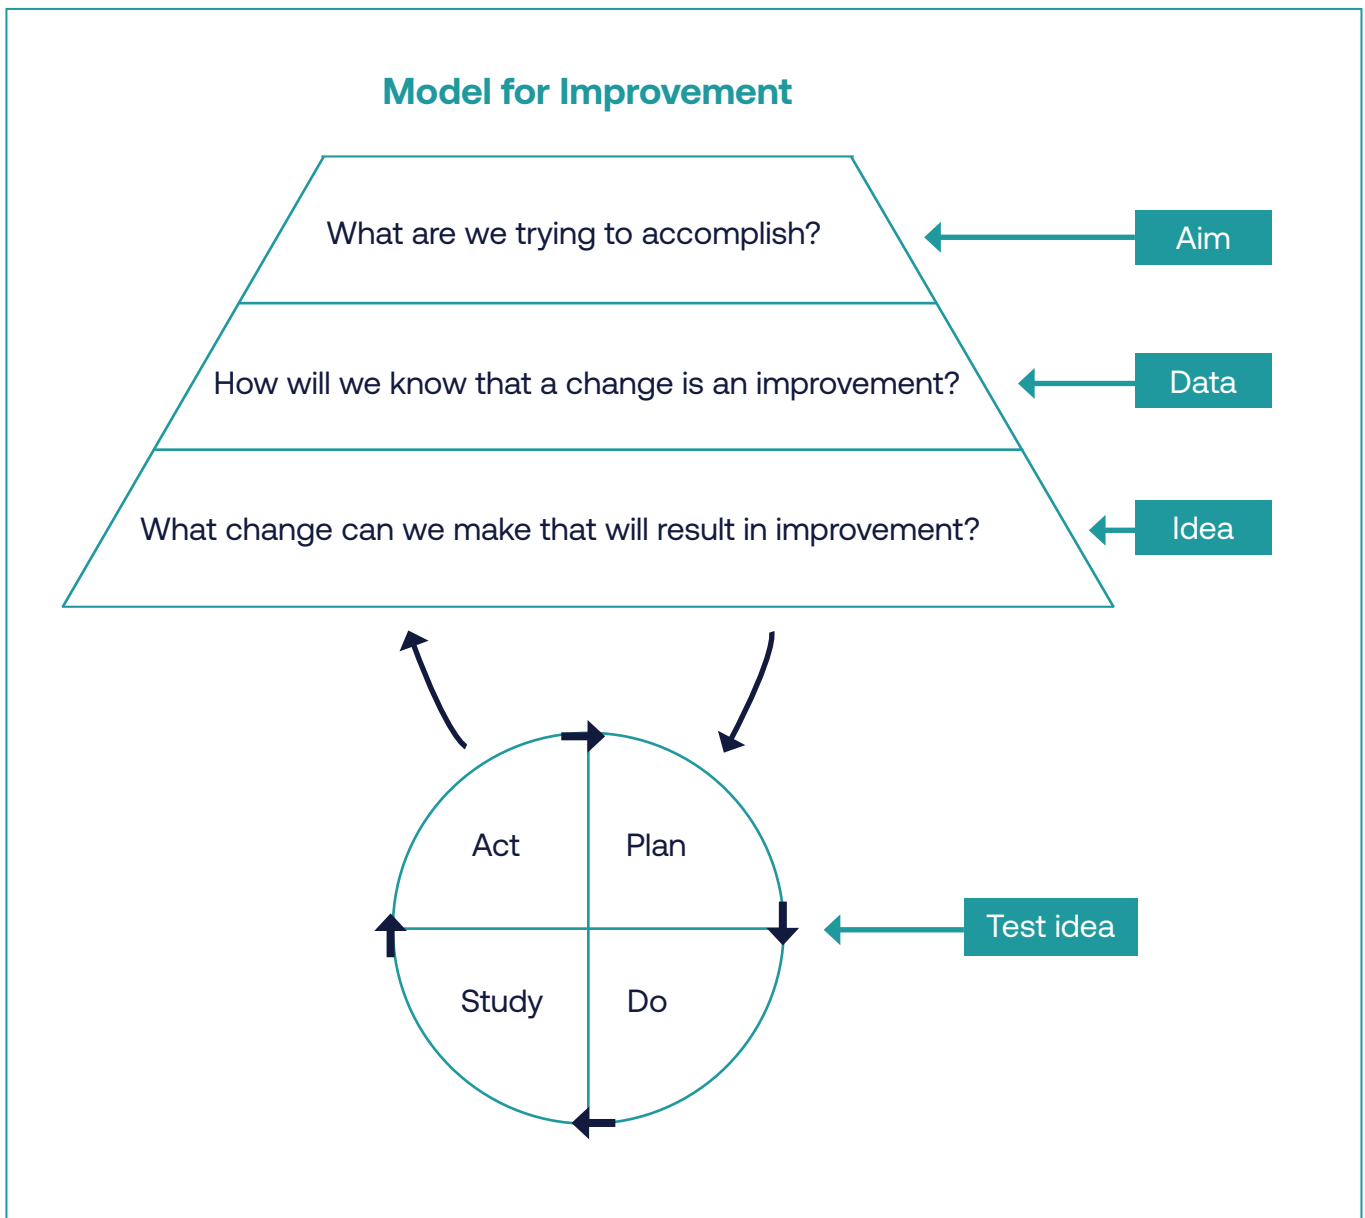 Model for Improvement
What are we trying to accomplish?
Aim
How will we know that a change is an improvement?
Data
What change can we make that will result in improvement?
Idea
Act
Plan
Test idea
Study
Do